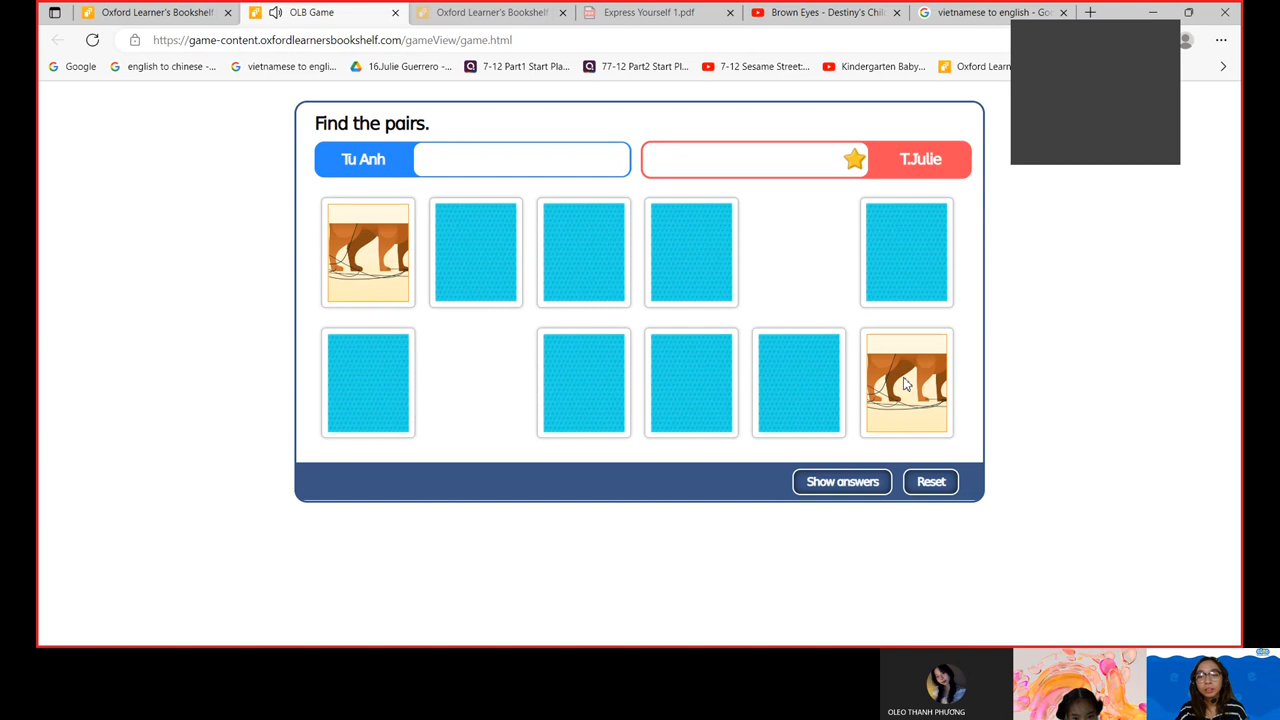 Oxford Learner's Bookshelf
OLB Game
Oxford Learner's Bookshelf
Express Yourself 1.pdf
Brown Eyes - Destiny's Chil
vietnamese to english - Go
https://game-content.oxfordlearnersbookshelf.com/gameView/game.html
Google
english to chinese -...
vietnamese to engli...
16.Julie Guerrero -...
7-12 Part1 Start Pla...
77-12 Part2 Start Pl...
7-12 Sesame Street:...
Kindergarten Baby...
Oxford Learn
Find the pairs.
Tu Anh
T.Julie
Show answers
Reset
OLEO THANH PHƯƠNG